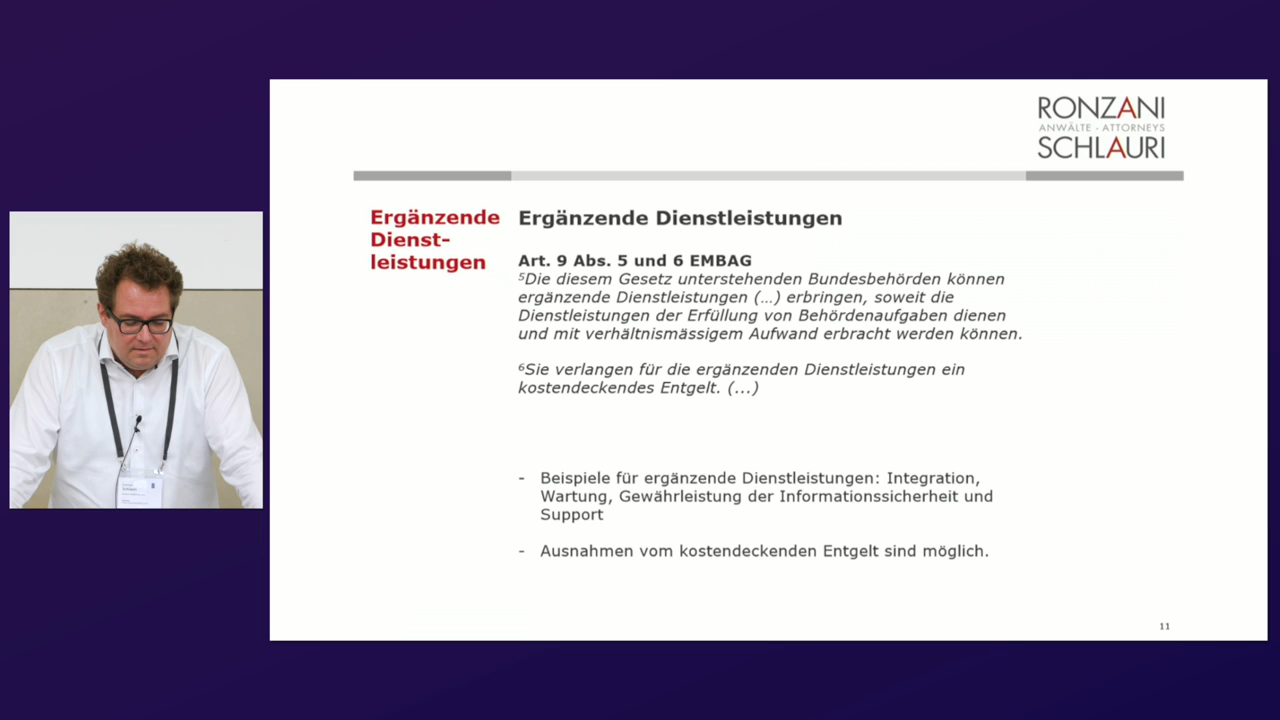 RONZANI
ANWÄLTE - ATTORNEYS
SCHLAURI
Ergänzende
Dienst-
leistungen
Ergänzende Dienstleistungen
Art. 9 Abs. 5 und 6 EMBAG
⁵Die diesem Gesetz unterstehenden Bundesbehörden können
ergänzende Dienstleistungen (...) erbringen, soweit die
Dienstleistungen der Erfüllung von Behördenaufgaben dienen
und mit verhältnismässigem Aufwand erbracht werden können.
⁶Sie verlangen für die ergänzenden Dienstleistungen ein
kostendeckendes Entgelt. (...)
- Beispiele für ergänzende Dienstleistungen: Integration,
Wartung, Gewährleistung der Informationssicherheit und
Support
- Ausnahmen vom kostendeckenden Entgelt sind möglich.
11